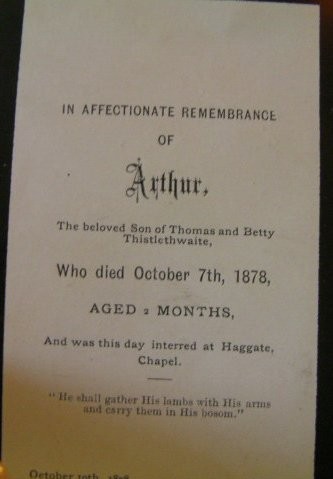 IN AFFECTIONATE REMEMBRANCE
OF
Arthur,
The beloved Son of Thomas and Betty
Thistlethwaite,
Who died October 7th, 1878,
AGED 2 MONTHS,
And was this day interred at Haggate,
Chapel.
"He shall gather His lambs with His arms
and carry them in His bosom."
October 1878